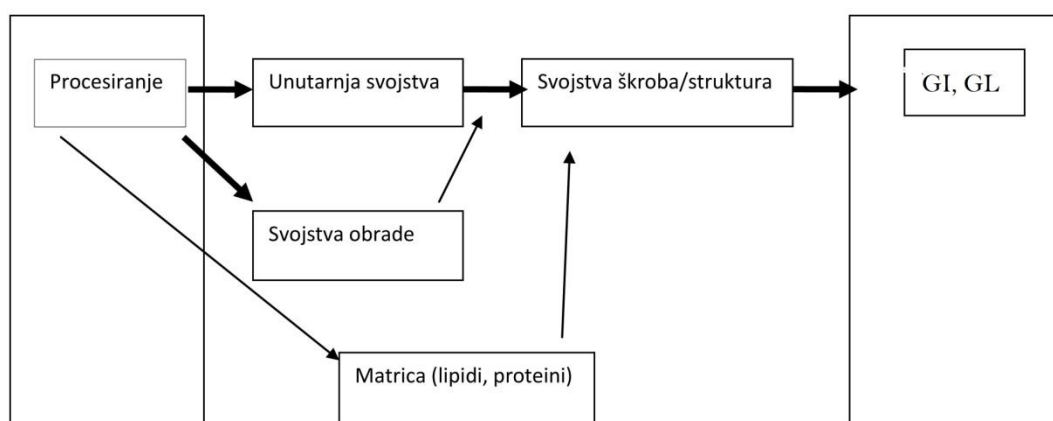 Procesiranje
Unutarnja svojstva
Svojstva škroba/struktura
GI, GL
Svojstva obrade
Matrica (lipidi, proteini)